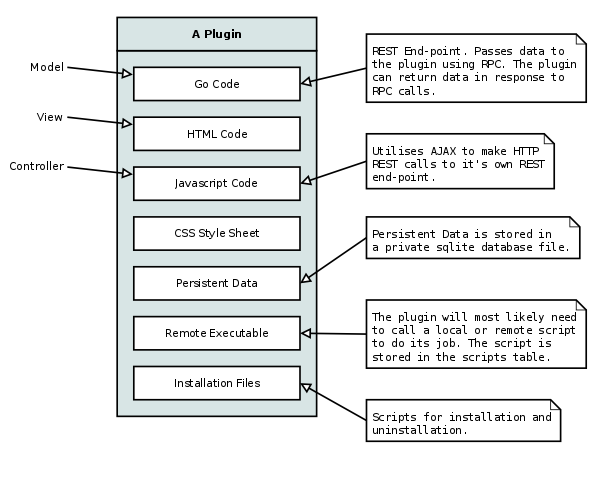 A Plugin
Model
View
Controller
Go Code
HTML Code
Javascript Code
CSS Style Sheet
Persistent Data
Remote Executable
Installation Files
REST End-point. Passes data to
the plugin using RPC. The plugin
can return data in response to
RPC calls.
Utilises AJAX to make HTTP
REST calls to it's own REST
end-point.
Persistent Data is stored in
a private sqlite database file.
The plugin will most likely need
to call a local or remote script
to do its job. The script is
stored in the scripts table.
Scripts for installation and
uninstallation.